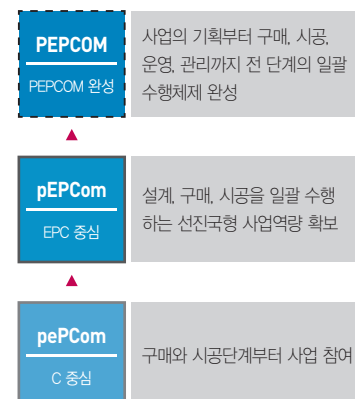 PEPCOM
PEPCOM 완성
사업의 기획부터 구매, 시공,
운영, 관리까지 전 단계의 일괄
수행체제 완성
pEPCom
EPC 중심
설계, 구매, 시공을 일괄 수행
하는 선진국형 사업역량 확보
pePCom
C 중심
구매와 시공단계부터 사업 참여